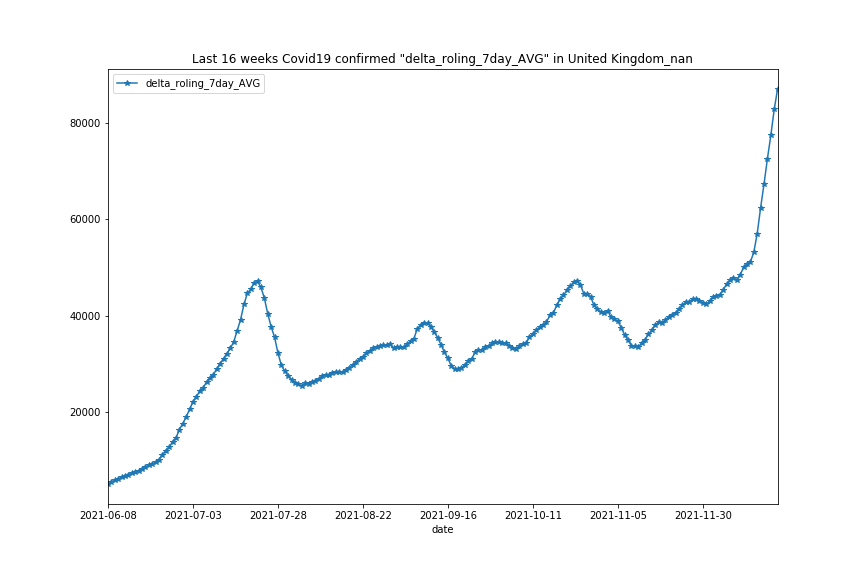 Last 16 weeks Covid19 confirmed "delta_roling_7day_AVG" in United Kingdom_nan
delta_roling_7day_AVG
80000
60000
40000
20000
2021-06-08 2021-07-03 2021-07-28 2021-08-22 2021-09-16 2021-10-11 2021-11-05 2021-11-30
date